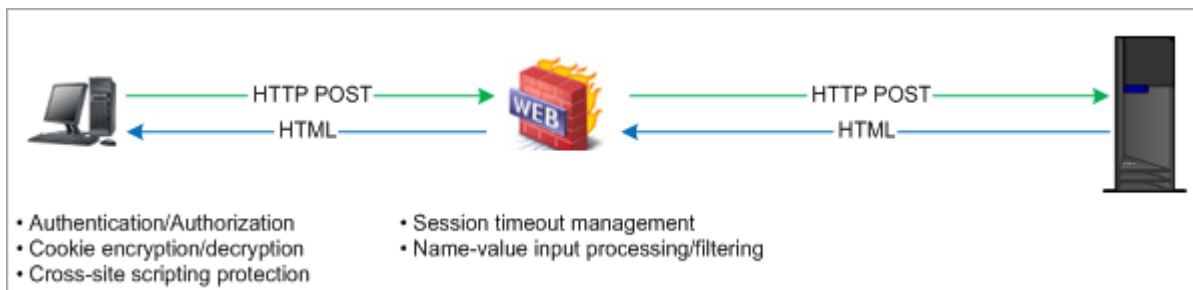 HTTP POST
HTTP POST
HTML
WEB
HTML
• Authentication/Authorization
• Session timeout management
• Cookie encryption/decryption
• Name-value input processing/filtering
• Cross-site scripting protection